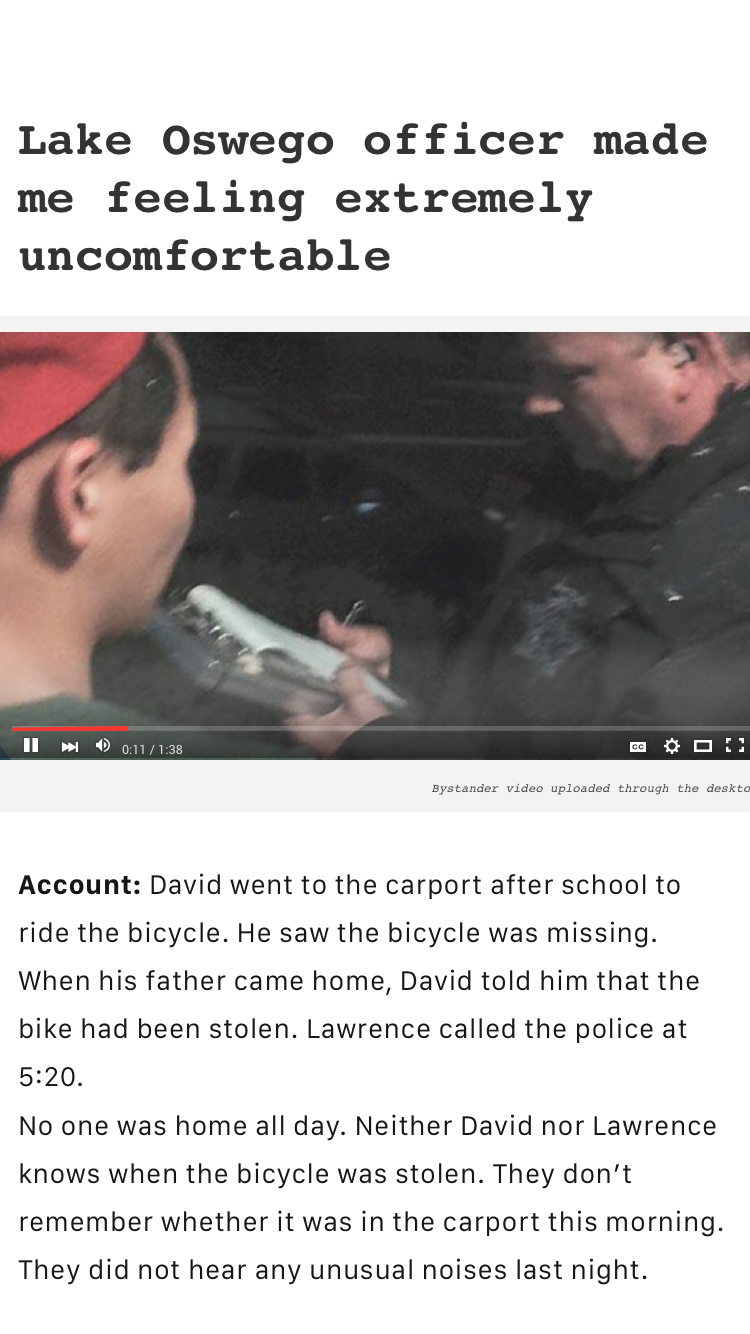 Lake Oswego officer made
me feeling extremely
uncomfortable
0:11 / 1:38
CC
Bystander video uploaded through the deskto
Account: David went to the carport after school to
ride the bicycle. He saw the bicycle was missing.
When his father came home, David told him that the
bike had been stolen. Lawrence called the police at
5:20.
No one was home all day. Neither David nor Lawrence
knows when the bicycle was stolen. They don’t
remember whether it was in the carport this morning.
They did not hear any unusual noises last night.